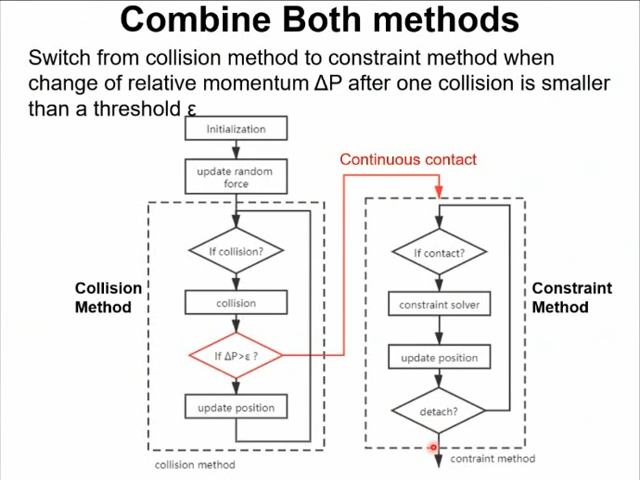 Combine Both methods
Switch from collision method to constraint method when
change of relative momentum ΔP after one collision is smaller
than a threshold ε
Initialization
update random
force
Continuous contact
If collision?
If contact?
Collision
Method
collision
constraint solver
Constraint
Method
If ΔP>ε ?
update position
update position
detach?
collision method
contraint method